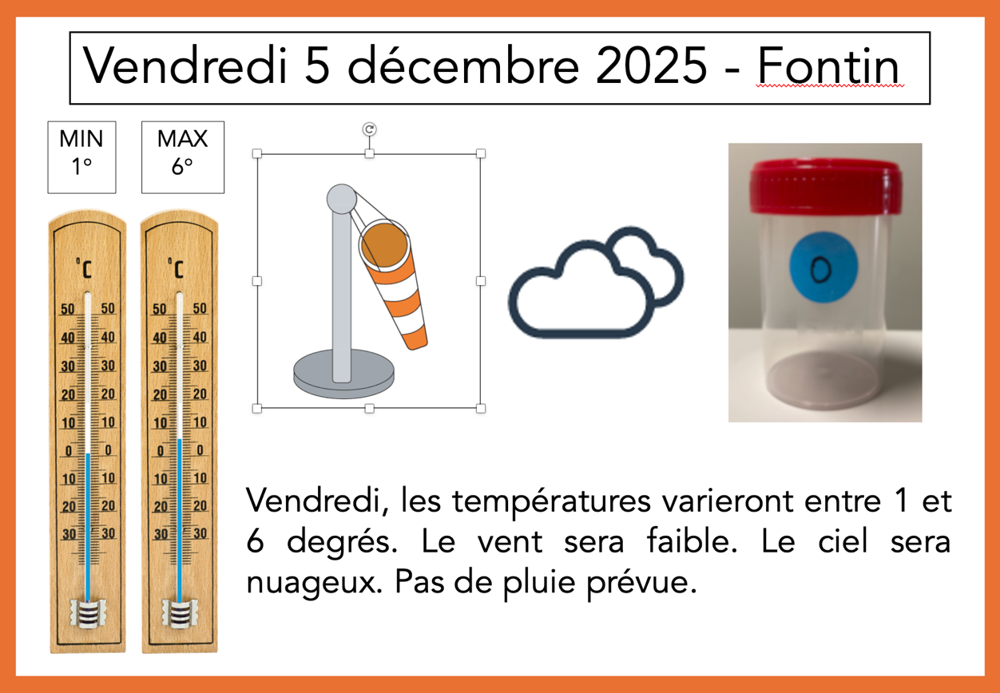 Vendredi 5 décembre 2025 - Fontin
MIN
1°
MAX
6°
°C
°C
50 50
40 40
30 30
20 20
10 10
0 0
10 10
20 20
30 30
50 50
40 40
30 30
20 20
10 10
0 0
10 10
20 20
30 30
0
Vendredi, les températures varieront entre 1 et
6 degrés. Le vent sera faible. Le ciel sera
nuageux. Pas de pluie prévue.